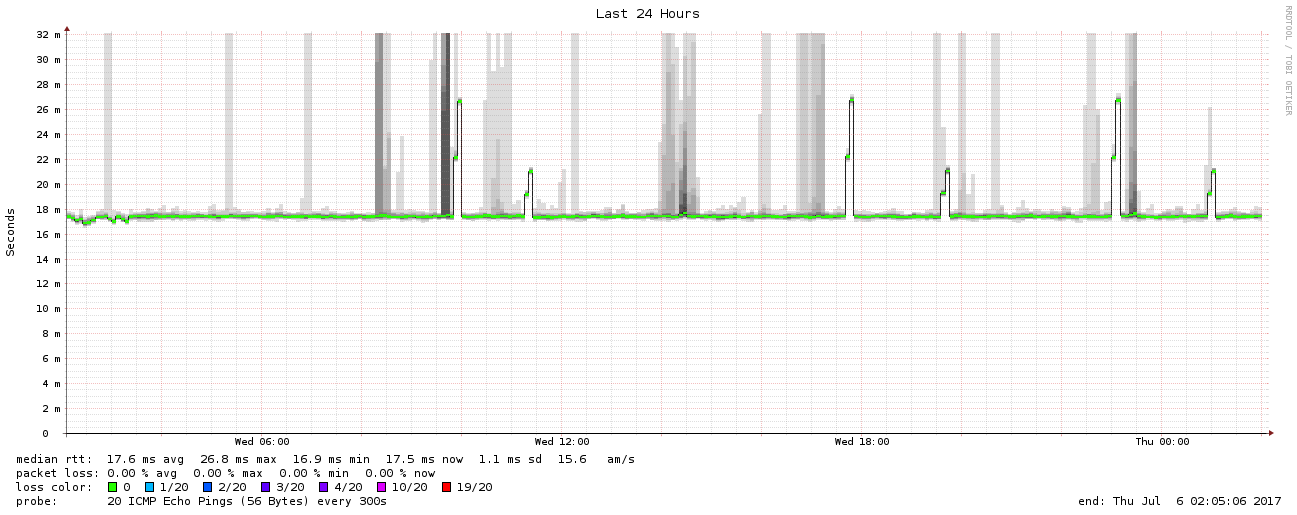 Last 24 Hours
RRDTOOL / TOBI OETIKER
Seconds
32 m
30 m
28 m
26 m
24 m
22 m
20 m
18 m
16 m
14 m
12 m
10 m
8 m
6 m
4 m
2 m
0
Wed 06:00 Wed 12:00 Wed 18:00 Thu 00:00
median rtt: 17.6 ms avg 26.8 ms max 16.9 ms min 17.5 ms now 1.1 ms sd 15.6 am/s
packet loss: 0.00 % avg 0.00 % max 0.00 % min 0.00 % now
loss color: 0 1/20 2/20 3/20 4/20 10/20 19/20
probe: 20 ICMP Echo Pings (56 Bytes) every 300s end: Thu Jul 6 02:05:06 2017